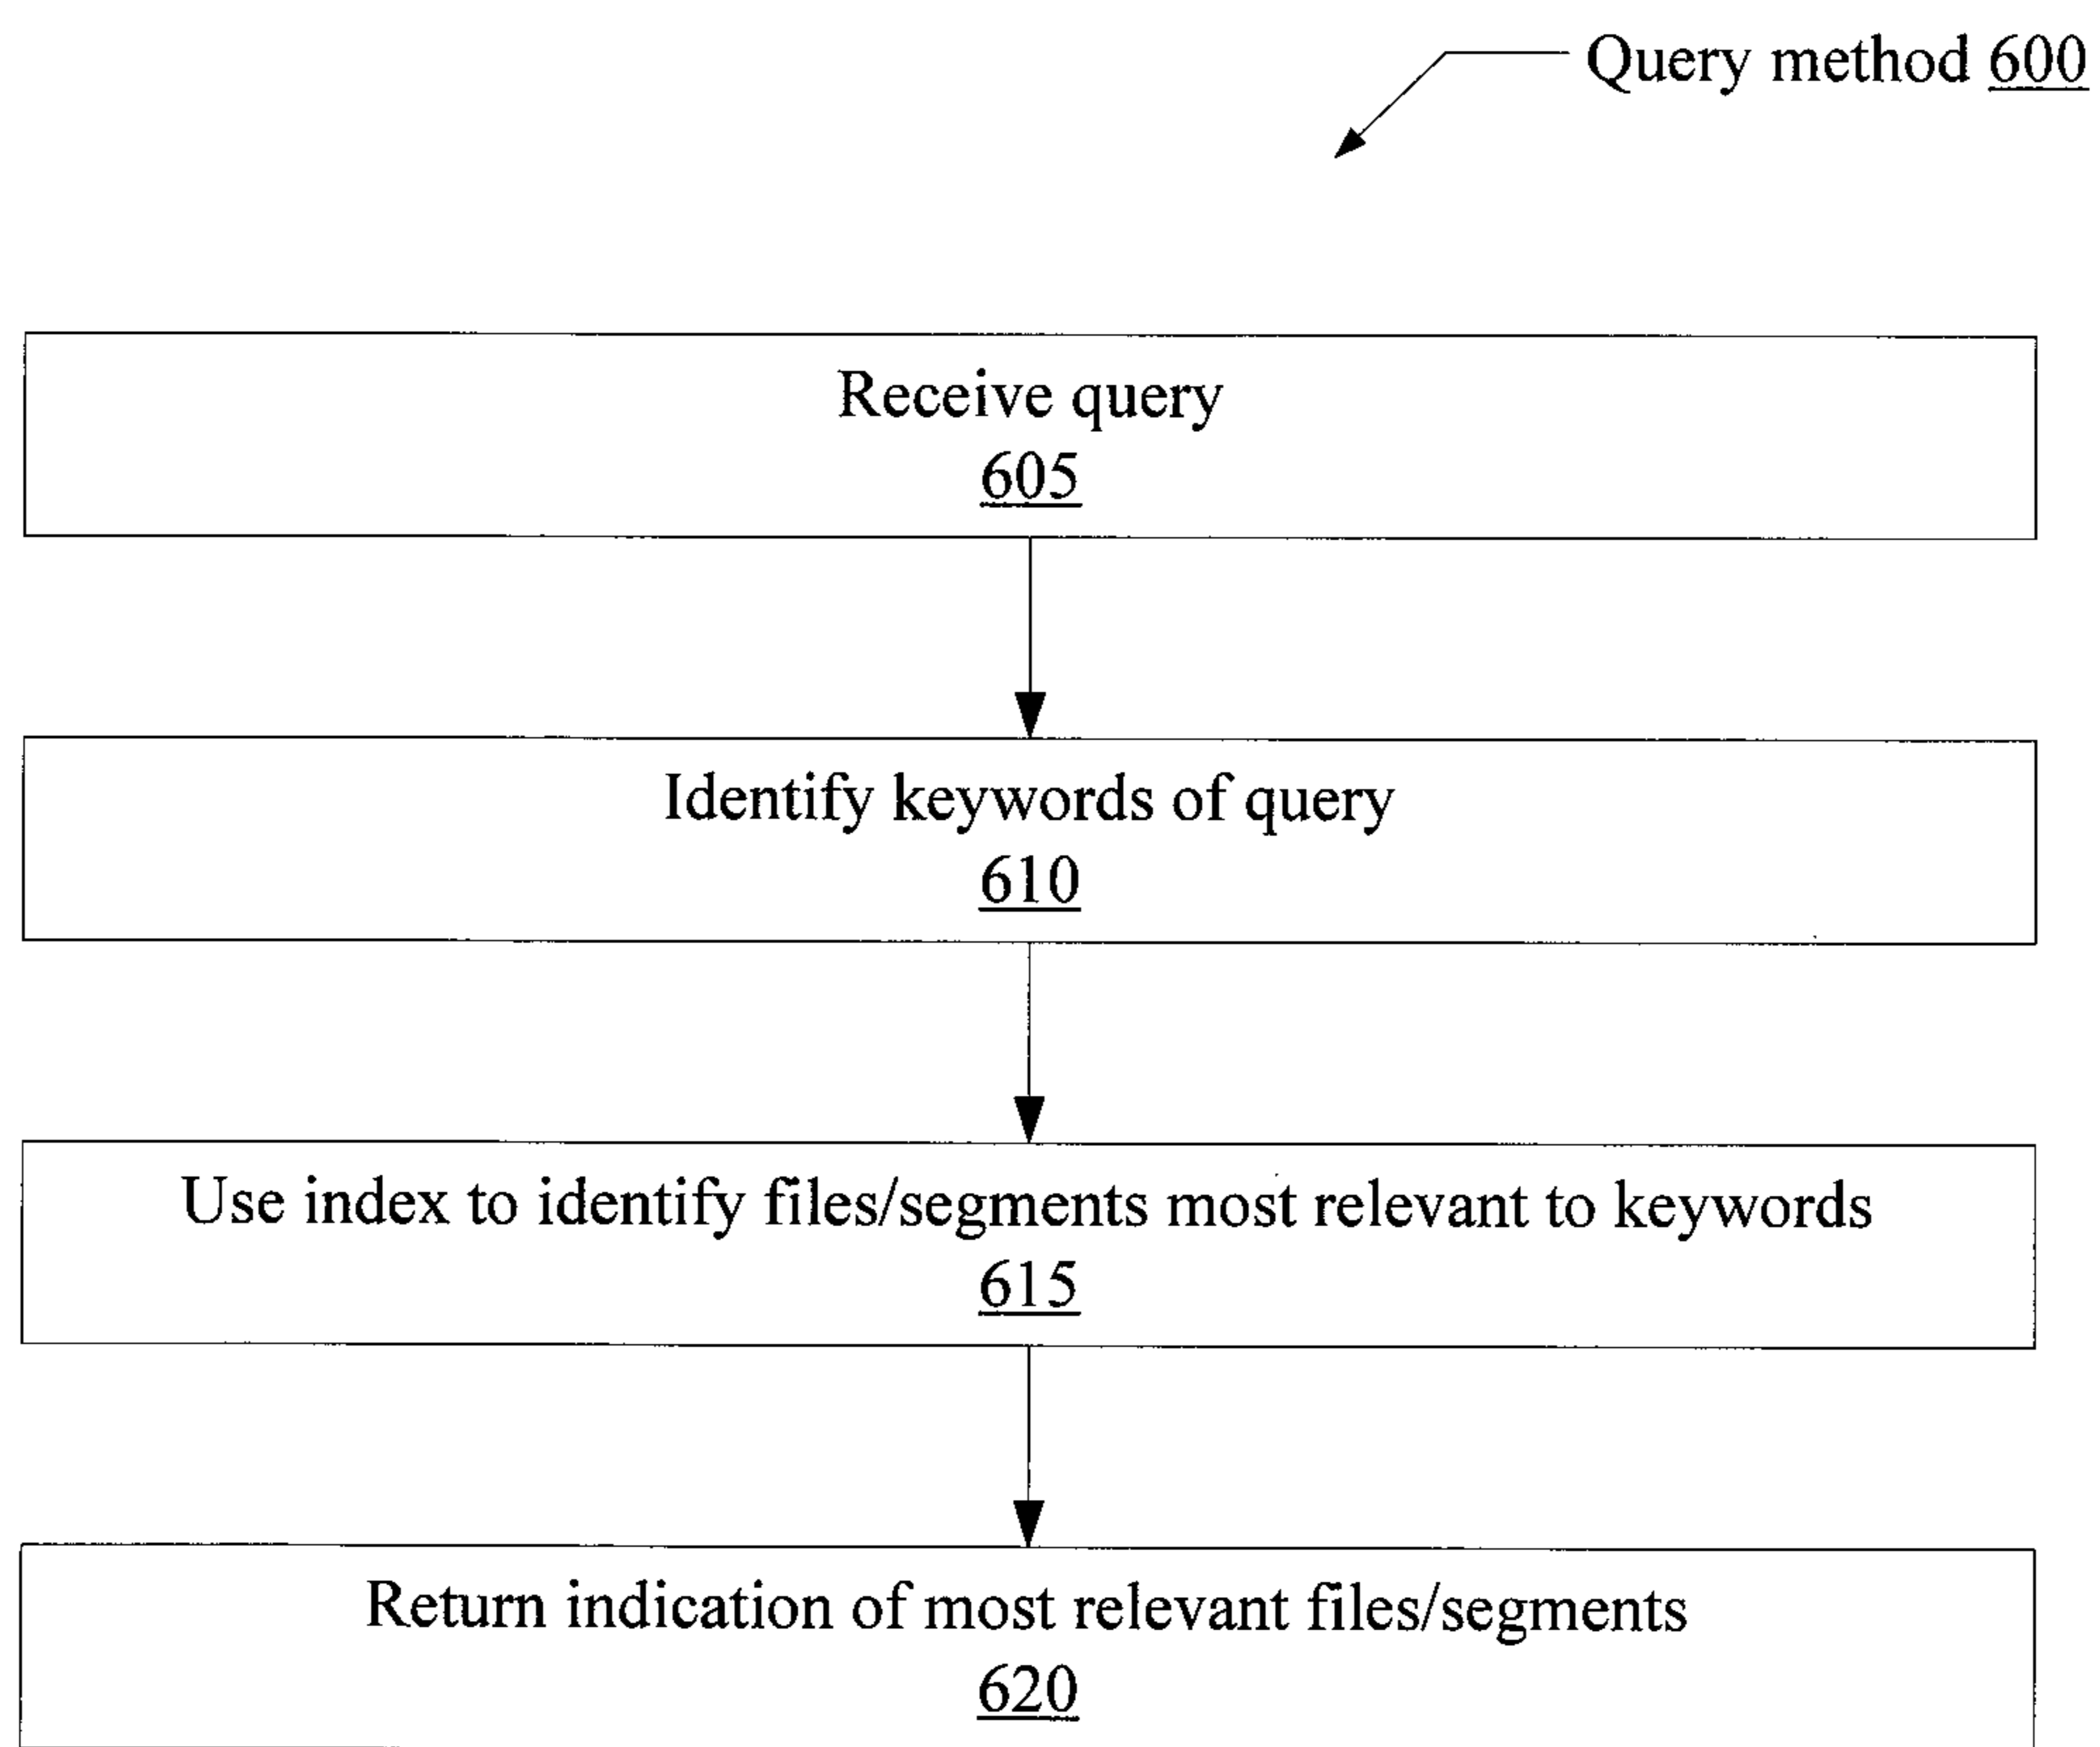 Query method 600
Receive query
605
Identify keywords of query
610
Use index to identify files/segments most relevant to keywords
615
Return indication of most relevant files/segments
620